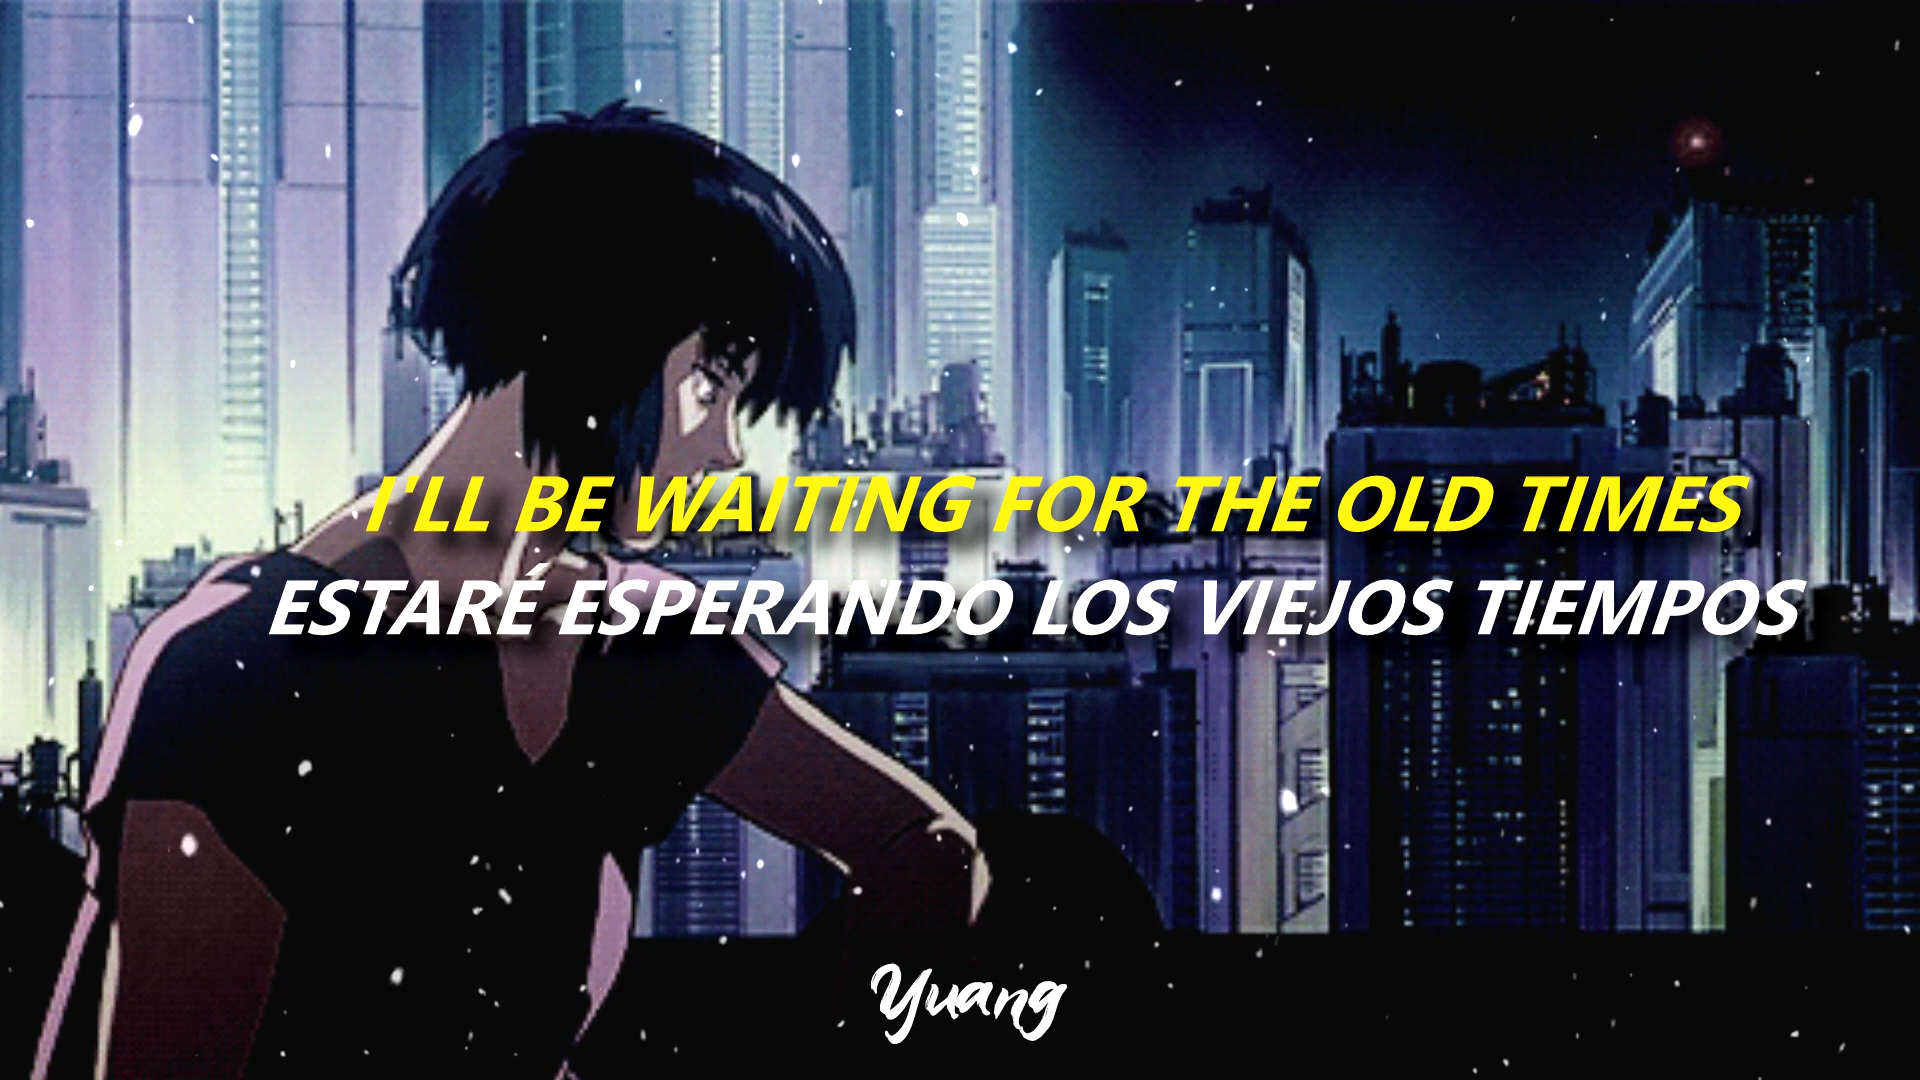 I'LL BE WAITING FOR THE OLD TIMES
ESTARÉ ESPERANDO LOS VIEJOS TIEMPOS
Yuang